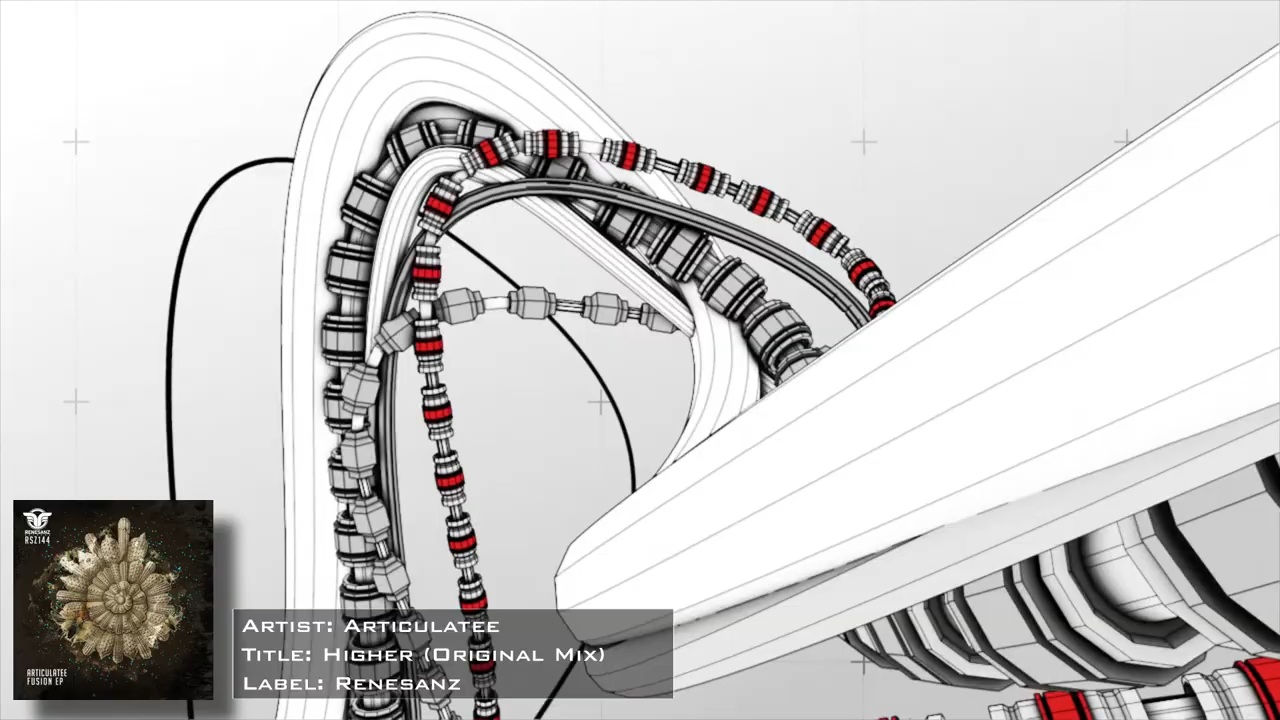 RENESANZ
RSZ144
ARTICULATEE
FUSION EP
Artist: Articulatee
Title: Higher (Original Mix)
Label: Renesanz